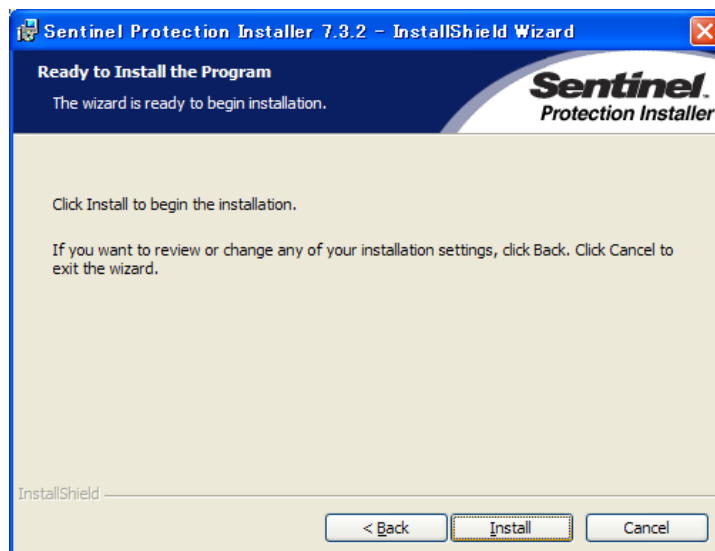 Sentinel Protection Installer 7.3.2 - InstallShield Wizard
Ready to Install the Program
The wizard is ready to begin installation.
Sentinel.
Protection Installer
Click Install to begin the installation.
If you want to review or change any of your installation settings, click Back. Click Cancel to
exit the wizard.
InstallShield
< Back
Install
Cancel